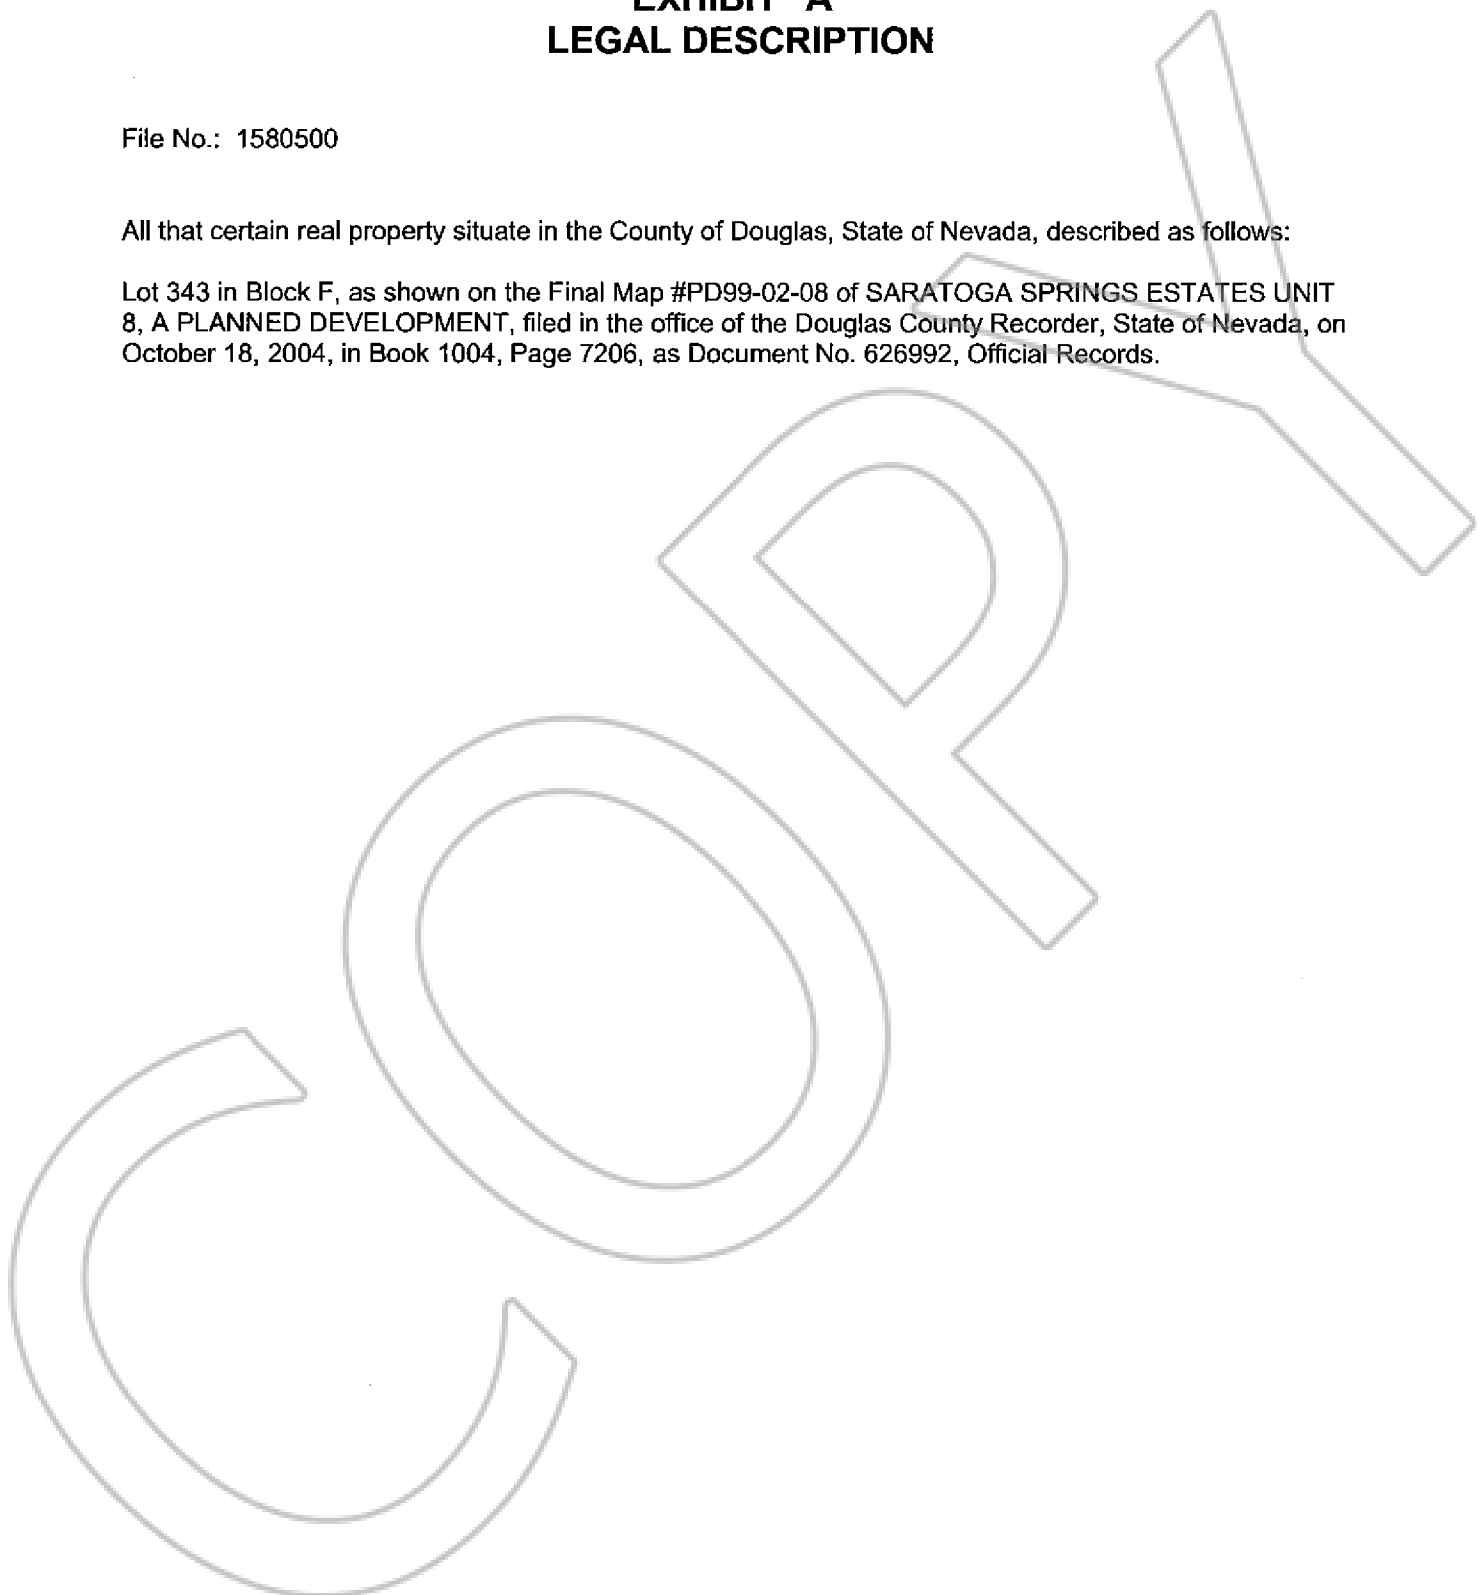 EXHIBIT "A"
LEGAL DESCRIPTION
File No.: 1580500
All that certain real property situate in the County of Douglas, State of Nevada, described as follows:
Lot 343 in Block F, as shown on the Final Map #PD99-02-08 of SARATOGA SPRINGS ESTATES UNIT
8, A PLANNED DEVELOPMENT, filed in the office of the Douglas County Recorder, State of Nevada, on
October 18, 2004, in Book 1004, Page 7206, as Document No. 626992, Official Records.
COPY